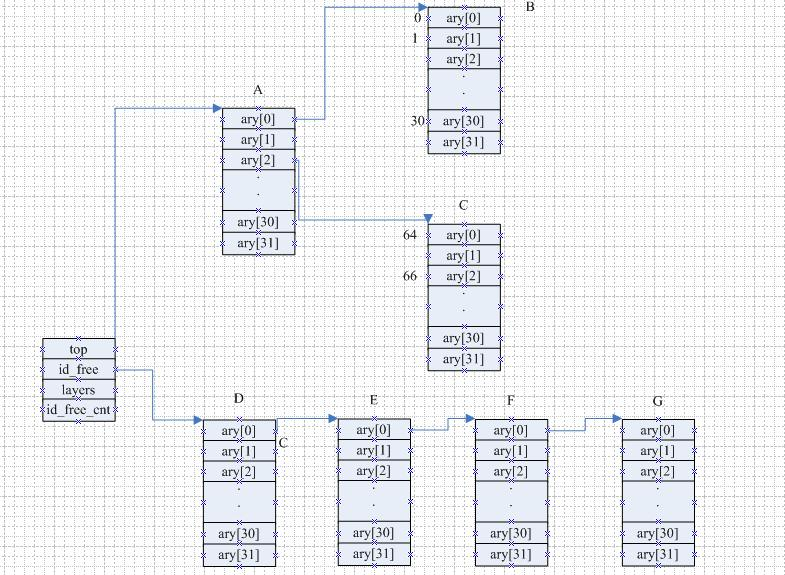 B
0 ary[0]
1 ary[1]
ary[2]
.
.
30 ary[30]
ary[31]
A
ary[0]
ary[1]
ary[2]
.
.
ary[30]
ary[31]
C
64 ary[0]
ary[1]
66 ary[2]
.
.
ary[30]
ary[31]
top
id_free
layers
id_free_cnt
D
ary[0]
C
ary[1]
ary[2]
.
.
ary[30]
ary[31]
E
ary[0]
ary[1]
ary[2]
.
.
ary[30]
ary[31]
F
ary[0]
ary[1]
ary[2]
.
.
ary[30]
ary[31]
G
ary[0]
ary[1]
ary[2]
.
.
ary[30]
ary[31]